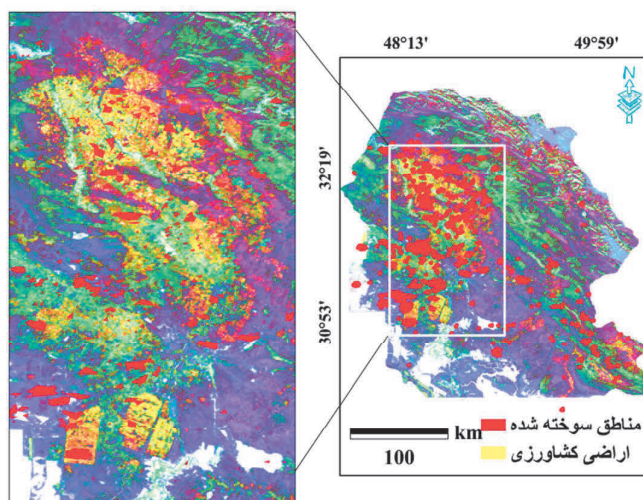 48°13'
49°59'
N
32°19'
30°53'
km
100
مناطق سوخته شده
اراضی کشاورزی